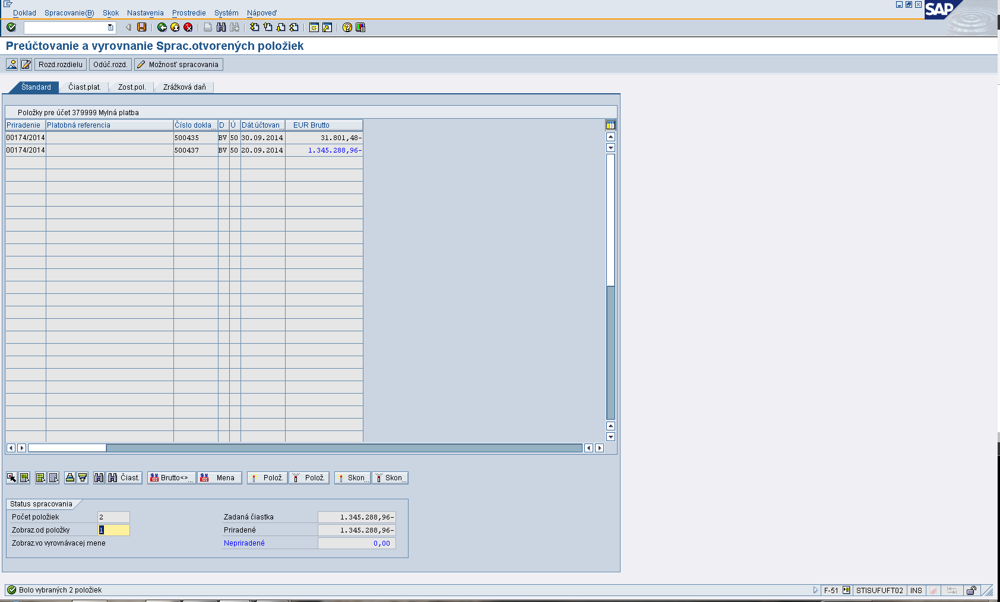 Doklad Spracovanie(B) Skok Nastavenia Prostredie Systém Nápoveď
SAP
Preúčtovanie a vyrovnanie Sprac.otvorených položiek
Rozd.rozdielu Odúč.rozd. Možnosť spracovania
Štandard Čiast.plat. Zost.pol. Zrážková daň
Položky pre účet 379999 Mylná platba
Priradenie Platobná referencia Číslo dokla... D Ú Dát.účtovan... EUR Brutto
00174/2014 500435 BV 50 30.09.2014 31.801,48-
00174/2014 500437 BV 50 20.09.2014 1.345.288,96-
Čiast. Brutto<>... Mena Polož. Polož. Skon... Skon...
Status spracovania
Počet položiek 2 Zadaná čiastka 1.345.288,96-
Zobraz.od položky 1 Priradené 1.345.288,96-
Zobraz.vo vyrovnávacej mene Nepriradené 0,00
Bolo vybraných 2 položiek F-51 STISUFUFT02 INS